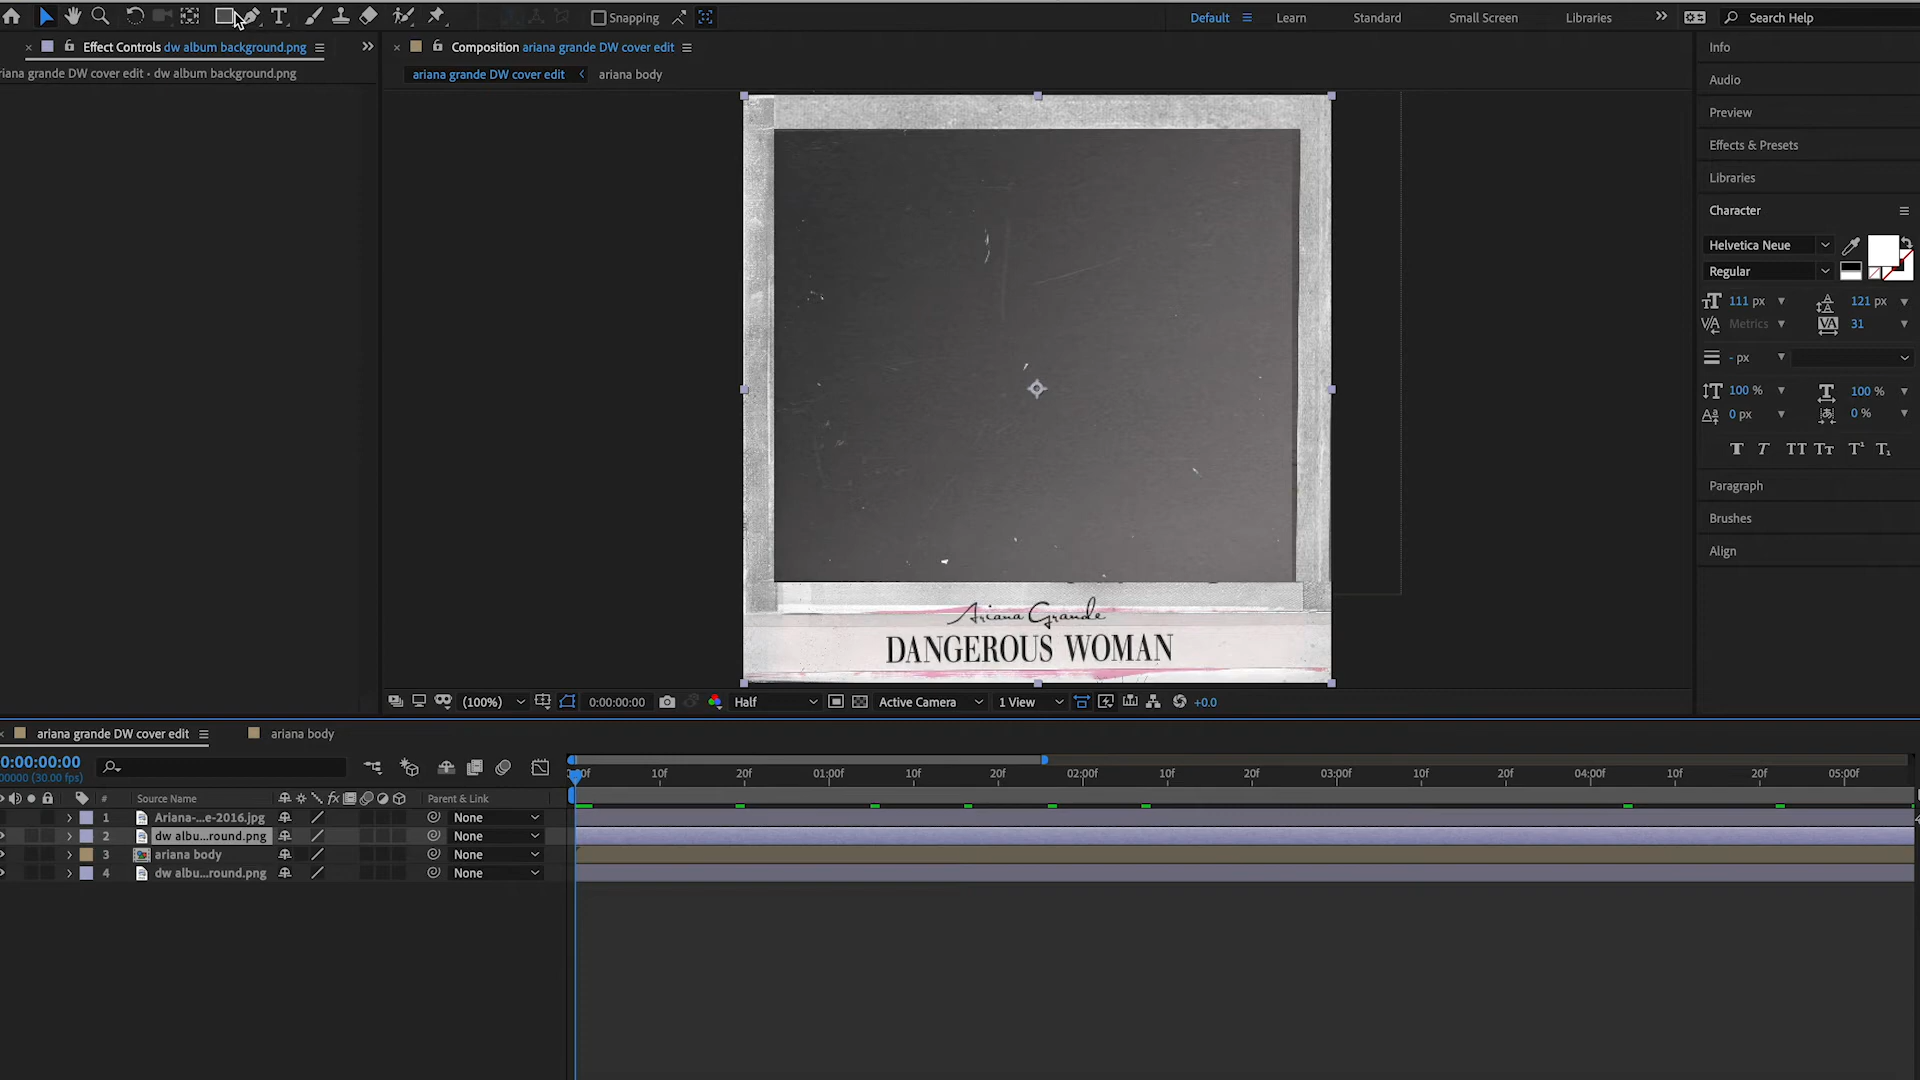 Snapping
Default
Learn
Standard
Small Screen
Libraries
Search Help
Effect Controls dw album background.png
Composition ariana grande DW cover edit
riana grande DW cover edit • dw album background.png
ariana grande DW cover edit
ariana body
Info
Audio
Preview
Effects & Presets
Libraries
Character
Helvetica Neue
Regular
111 px
121 px
Metrics
31
- px
100 %
100 %
0 px
0 %
Paragraph
Brushes
Align
Ariana Grande
DANGEROUS WOMAN
(100%)
0:00:00:00
Half
Active Camera
1 View
+0.0
ariana grande DW cover edit
ariana body
0:00:00:00
00000 (30.00 fps)
:00f 10f 20f 01:00f 10f 20f 02:00f 10f 20f 03:00f 10f 20f 04:00f 10f 20f 05:00f
# Source Name Parent & Link
1 Ariana-...e-2016.jpg None
2 dw albu...round.png None
3 ariana body None
4 dw albu...round.png None